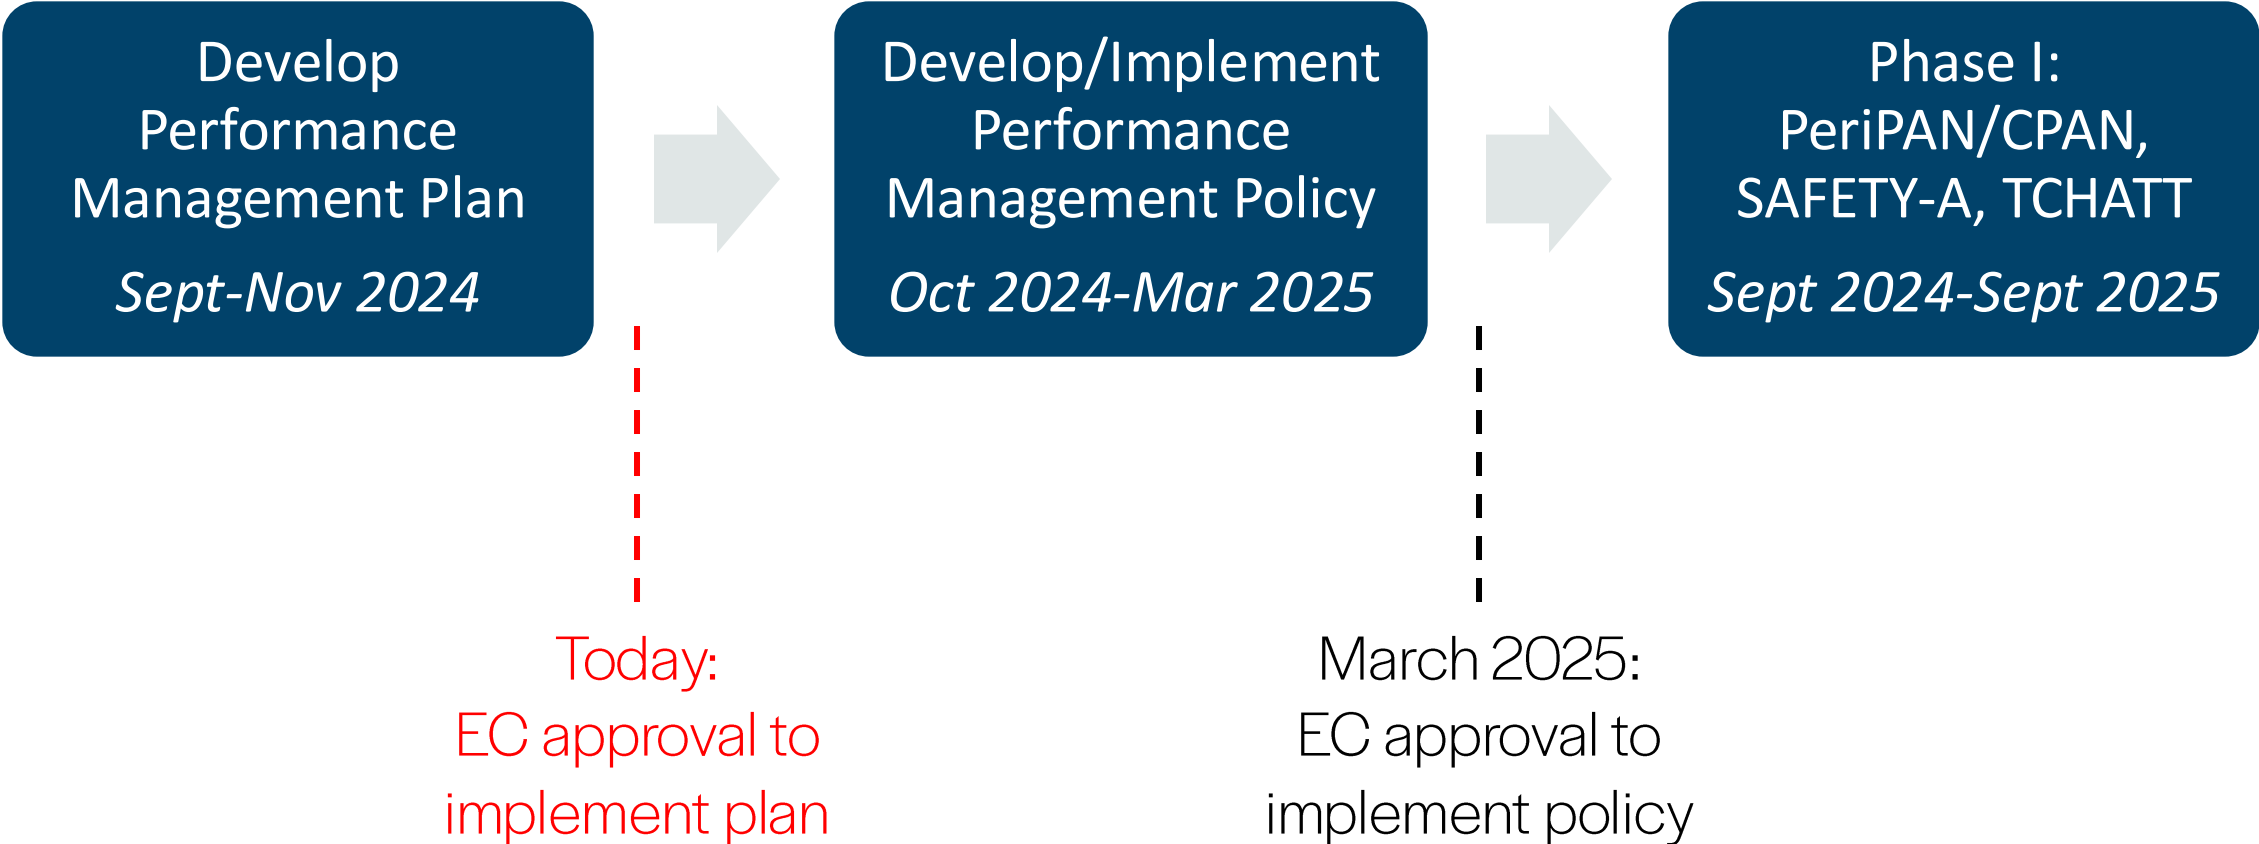 Develop
Performance
Management Plan
Sept-Nov 2024
Develop/Implement
Performance
Management Policy
Oct 2024-Mar 2025
Phase I:
PeriPAN/CPAN,
SAFETY-A, TCHATT
Sept 2024-Sept 2025
Today:
EC approval to
implement plan
March 2025:
EC approval to
implement policy